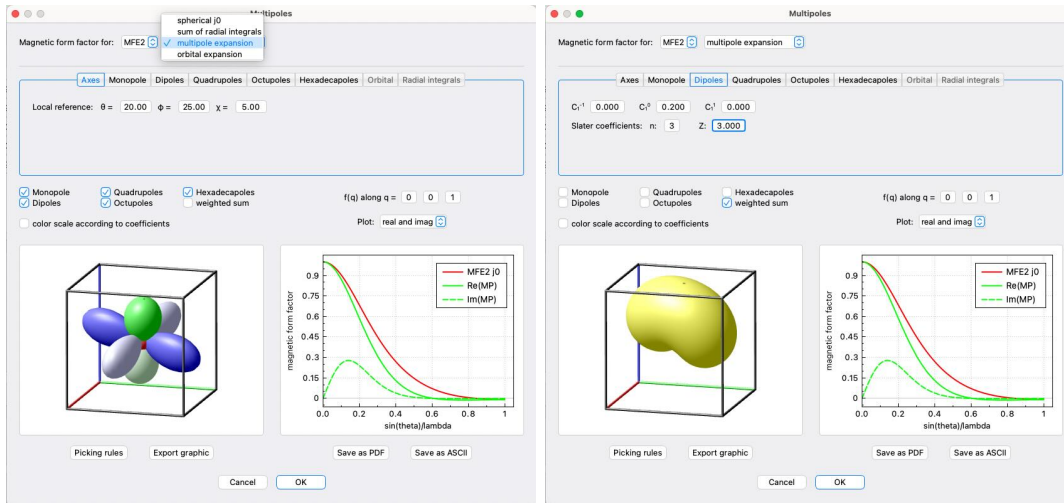 Multipoles
spherical j0
sum of radial integrals
Magnetic form factor for: MFE2 ✓ multipole expansion
orbital expansion
Axes Monopole Dipoles Quadrupoles Octupoles Hexadecapoles Orbital Radial integrals
Local reference: θ = 20.00 ϕ = 25.00 χ = 5.00
Monopole Quadrupoles Hexadecapoles
Dipoles Octupoles weighted sum
f(q) along q = 0 0 1
color scale according to coefficients
Plot: real and imag
magnetic form factor
0.9
0.75
0.6
0.45
0.3
0.15
0
MFE2 j0
Re(MP)
Im(MP)
0.0 0.2 0.4 0.6 0.8 1
sin(theta)/lambda
Picking rules Export graphic Save as PDF Save as ASCII
Cancel OK
Multipoles
Magnetic form factor for: MFE2 multipole expansion
Axes Monopole Dipoles Quadrupoles Octupoles Hexadecapoles Orbital Radial integrals
C₁⁻¹ 0.000 C₁⁰ 0.200 C₁¹ 0.000
Slater coefficients: n: 3 Z: 3.000
Monopole Quadrupoles Hexadecapoles
Dipoles Octupoles weighted sum
f(q) along q = 0 0 1
color scale according to coefficients
Plot: real and imag
magnetic form factor
0.9
0.75
0.6
0.45
0.3
0.15
0
MFE2 j0
Re(MP)
Im(MP)
0.0 0.2 0.4 0.6 0.8 1
sin(theta)/lambda
Picking rules Export graphic Save as PDF Save as ASCII
Cancel OK